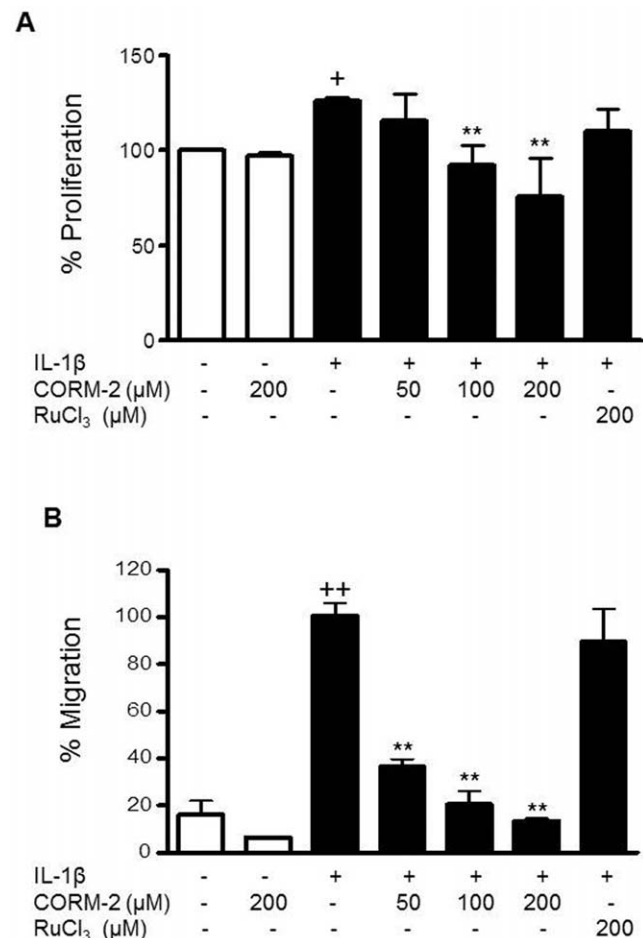 A
150
100
50
0
% Proliferation
+
**
**
IL-1β - - + + + + +
CORM-2 (µM) - 200 - 50 100 200 -
RuCl₃ (µM) - - - - - - 200
B
120
100
80
60
40
20
0
% Migration
++
**
**
**
IL-1β - - + + + + +
CORM-2 (µM) - 200 - 50 100 200 -
RuCl₃ (µM) - - - - - - 200